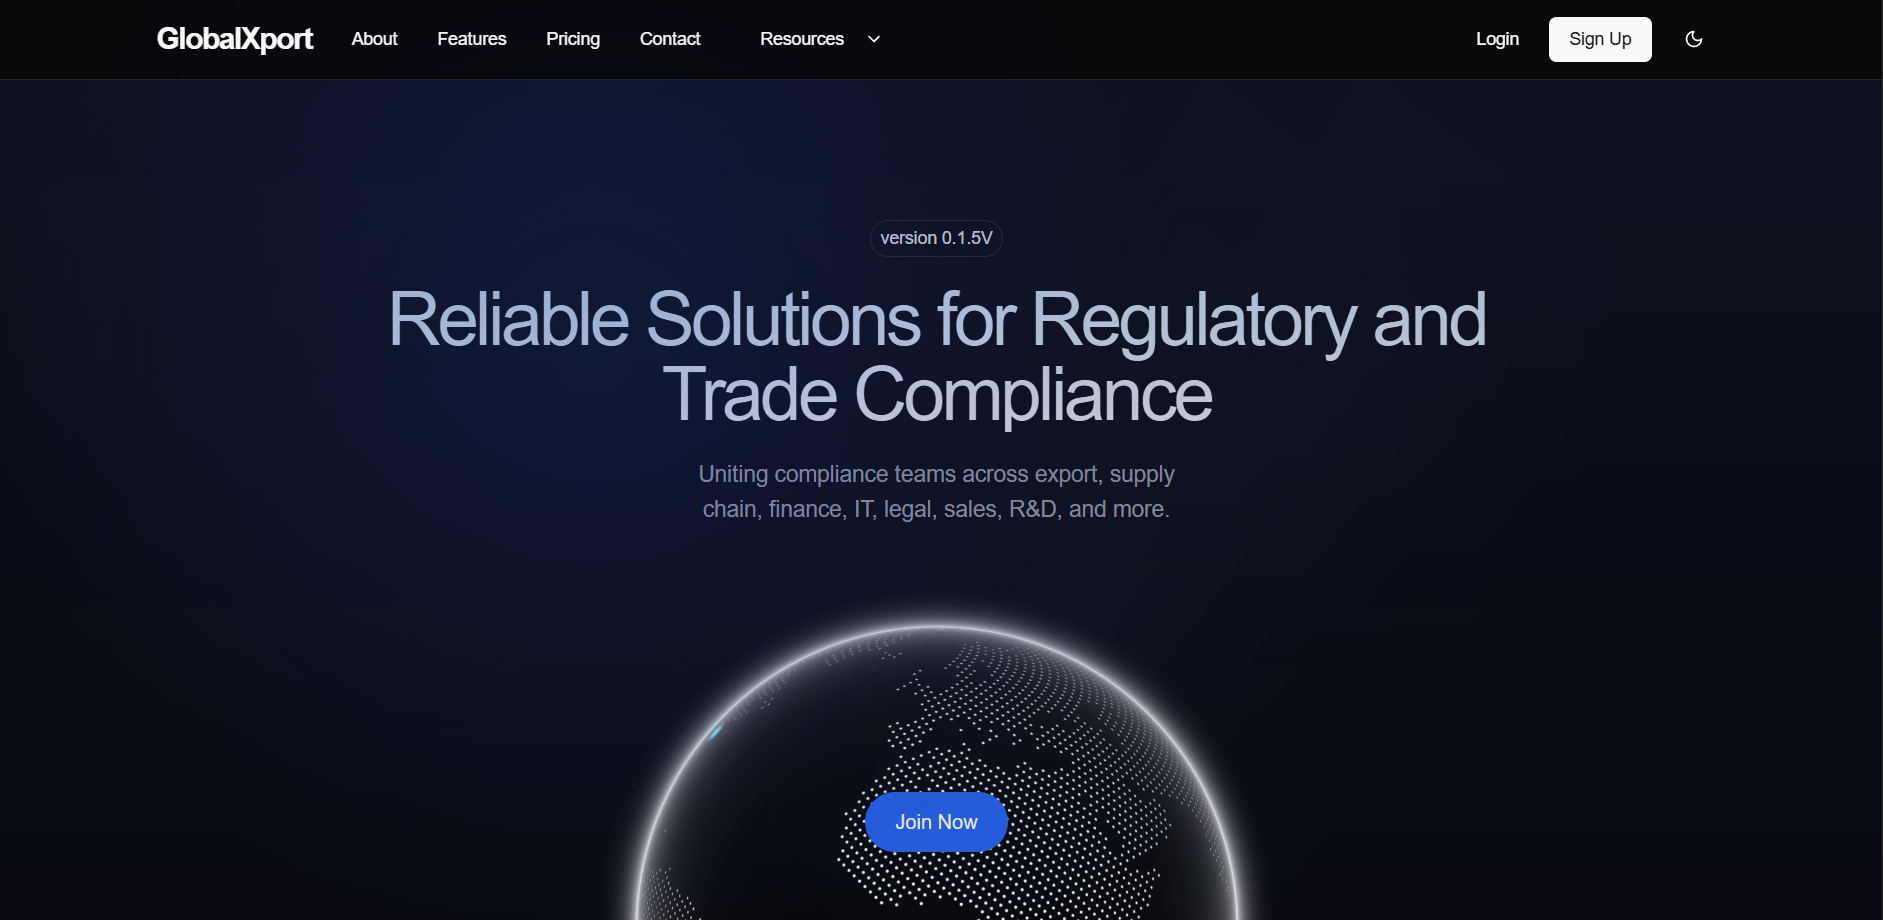 GlobalXport About Features Pricing Contact Resources Login Sign Up
version 0.1.5V
Reliable Solutions for Regulatory and
Trade Compliance
Uniting compliance teams across export, supply
chain, finance, IT, legal, sales, R&D, and more.
Join Now